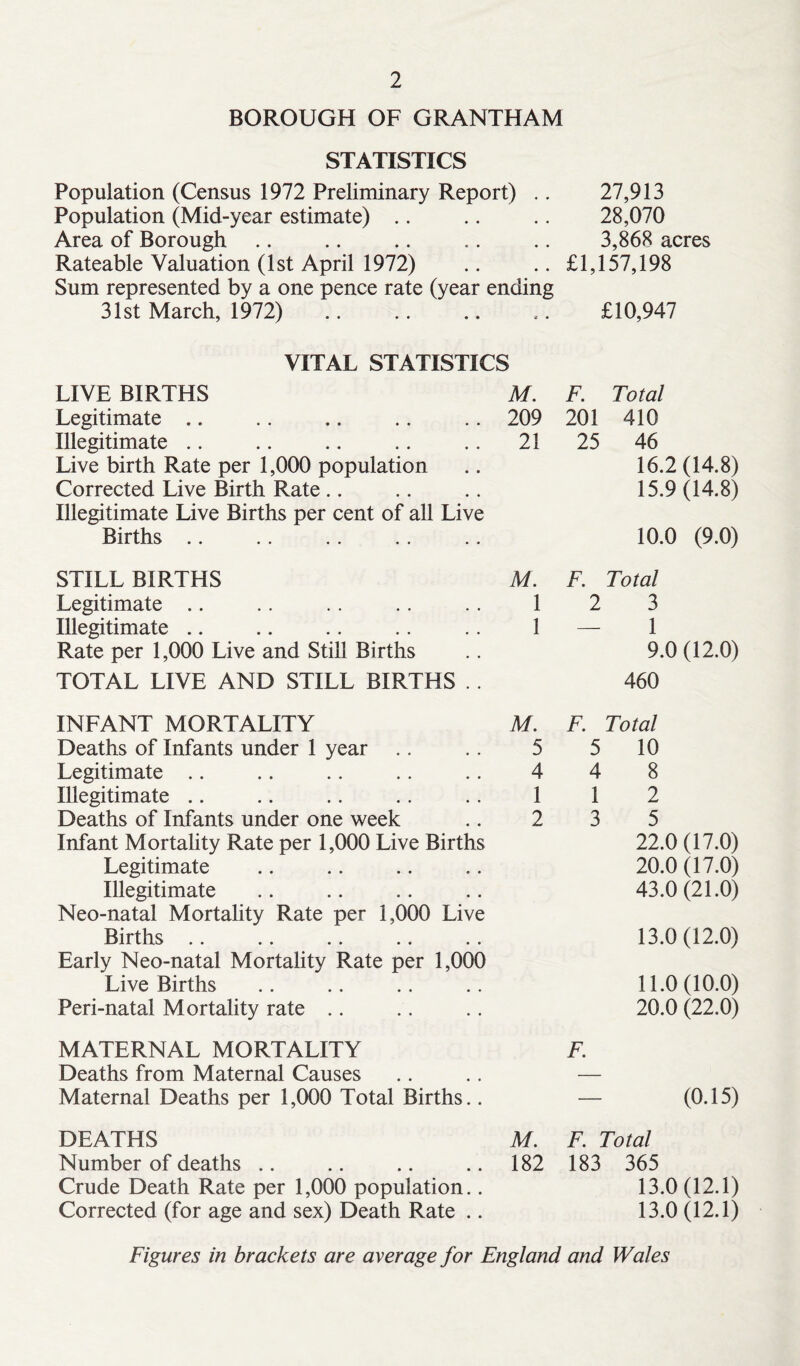 2
BOROUGH OF GRANTHAM
STATISTICS
Population (Census 1972 Preliminary Report) .. 27,913
Population (Mid-year estimate) .. .. .. 28,070
Area of Borough .. .. .. .. .. 3,868 acres
Rateable Valuation (1st April 1972) .. .. £1,157,198
Sum represented by a one pence rate (year ending
31st March, 1972) .. .. .. .. £10,947
VITAL STATISTICS
LIVE BIRTHS M. F. Total
Legitimate .. .. .. .. .. 209 201 410
Illegitimate .. .. .. .. .. 21 25 46
Live birth Rate per 1,000 population .. 16.2 (14.8)
Corrected Live Birth Rate .. .. .. 15.9 (14.8)
Illegitimate Live Births per cent of all Live
Births .. .. .. .. .. 10.0 (9.0)
STILL BIRTHS M. F. Total
Legitimate .. .. .. .. .. 1 2 3
Illegitimate .. .. .. .. .. 1 — 1
Rate per 1,000 Live and Still Births .. 9.0 (12.0)
TOTAL LIVE AND STILL BIRTHS .. 460
INFANT MORTALITY M. F. Total
Deaths of Infants under 1 year .. .. 5 5 10
Legitimate .. .. .. .. .. 4 4 8
Illegitimate .. .. .. .. .. 1 1 2
Deaths of Infants under one week .. 2 3 5
Infant Mortality Rate per 1,000 Live Births 22.0 (17.0)
Legitimate .. .. .. .. 20.0 (17.0)
Illegitimate .. .. .. .. 43.0 (21.0)
Neo-natal Mortality Rate per 1,000 Live
Births .. .. .. .. .. 13.0 (12.0)
Early Neo-natal Mortality Rate per 1,000
Live Births .. .. .. .. 11.0 (10.0)
Peri-natal Mortality rate .. .. .. 20.0 (22.0)
MATERNAL MORTALITY F.
Deaths from Maternal Causes .. .. —
Maternal Deaths per 1,000 Total Births.. — (0.15)
DEATHS M. F. Total
Number of deaths .. .. .. .. 182 183 365
Crude Death Rate per 1,000 population.. 13.0 (12.1)
Corrected (for age and sex) Death Rate .. 13.0 (12.1)
Figures in brackets are average for England and Wales